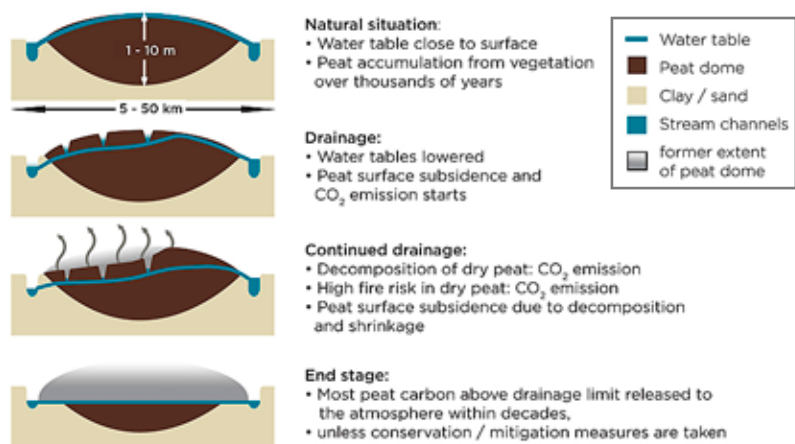 1 - 10 m
5 - 50 km
Natural situation:
• Water table close to surface
• Peat accumulation from vegetation
over thousands of years
Drainage:
• Water tables lowered
• Peat surface subsidence and
CO₂ emission starts
Continued drainage:
• Decomposition of dry peat: CO₂ emission
• High fire risk in dry peat: CO₂ emission
• Peat surface subsidence due to decomposition
and shrinkage
End stage:
• Most peat carbon above drainage limit released to
the atmosphere within decades,
• unless conservation / mitigation measures are taken
Water table
Peat dome
Clay / sand
Stream channels
former extent
of peat dome